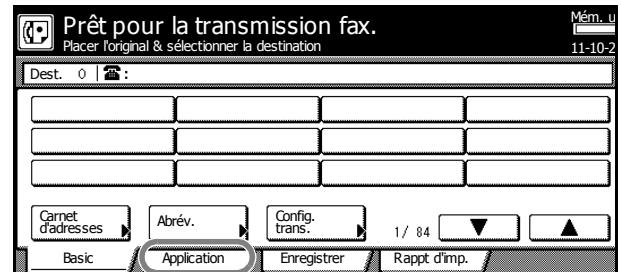 Prêt pour la transmission fax.
Mém. u
Placer l'original & sélectionner la destination
11-10-2
Dest. 0 :
Carnet d'adresses
Abrév.
Config. trans.
1/ 84
Basic
Application
Enregistrer
Rappt d'imp.